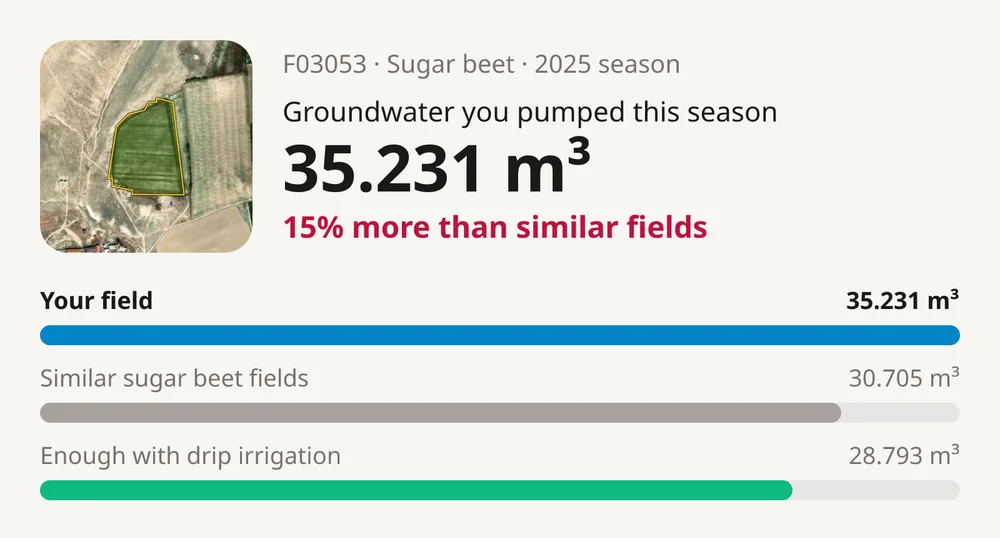 F03053 · Sugar beet · 2025 season
Groundwater you pumped this season
35.231 m³
15% more than similar fields
Your field 35.231 m³
Similar sugar beet fields 30.705 m³
Enough with drip irrigation 28.793 m³